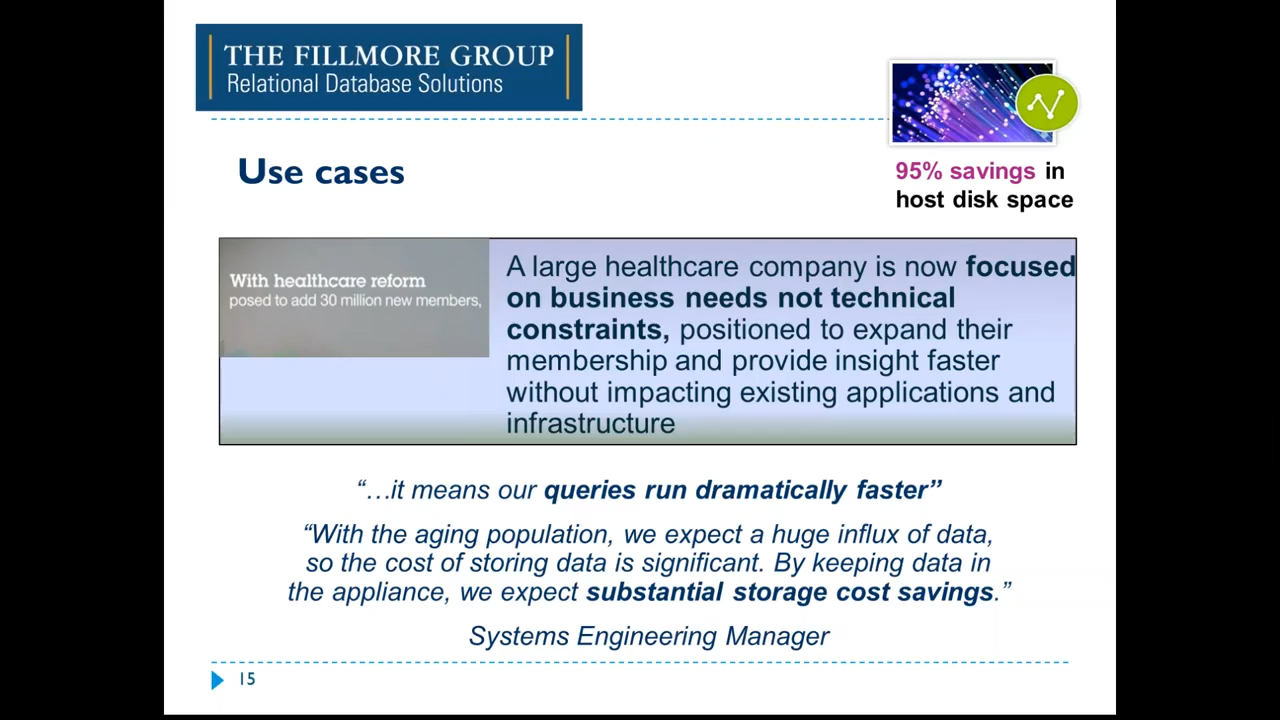 THE FILLMORE GROUP
Relational Database Solutions
Use cases
95% savings in
host disk space
With healthcare reform
posed to add 30 million new members,
A large healthcare company is now focused
on business needs not technical
constraints, positioned to expand their
membership and provide insight faster
without impacting existing applications and
infrastructure
“…it means our queries run dramatically faster”
“With the aging population, we expect a huge influx of data,
so the cost of storing data is significant. By keeping data in
the appliance, we expect substantial storage cost savings.”
Systems Engineering Manager
15